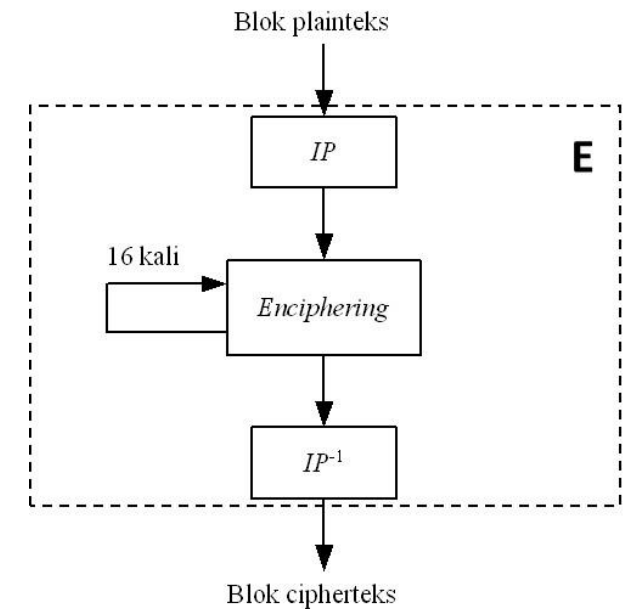 Blok plainteks
IP
E
16 kali
Enciphering
IP-1
Blok cipherteks